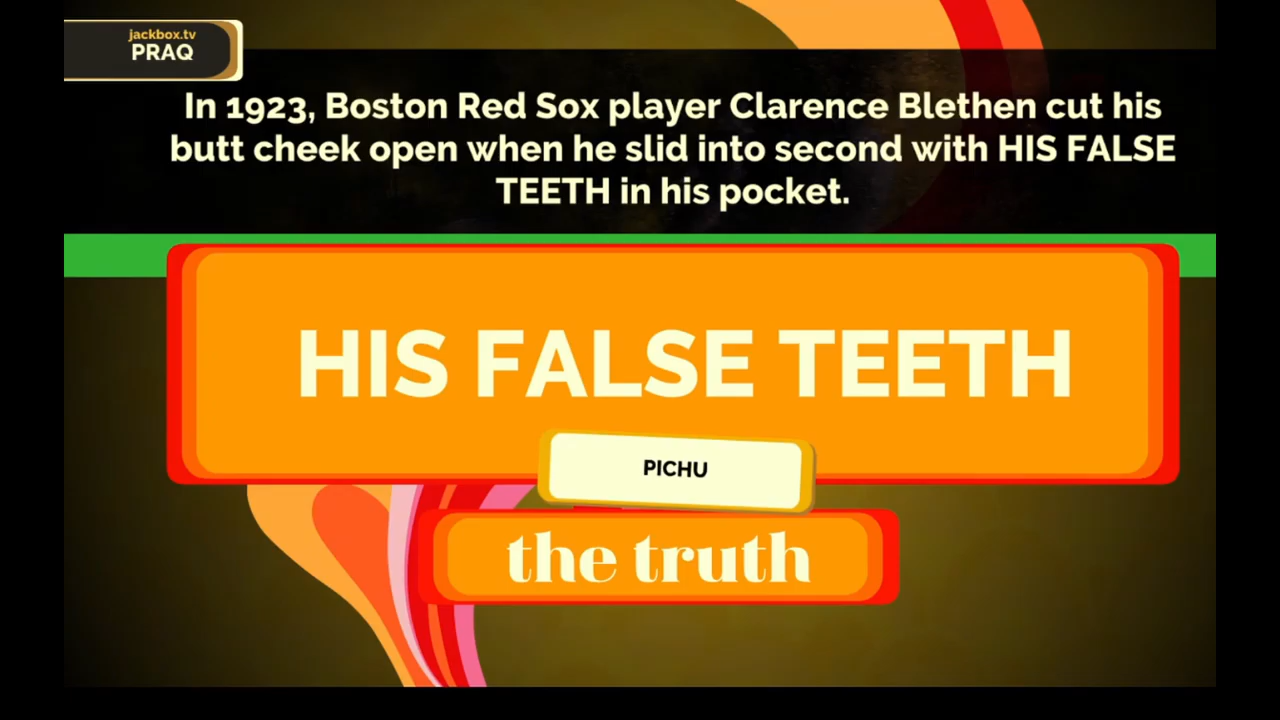 jackbox.tv
PRAQ
In 1923, Boston Red Sox player Clarence Blethen cut his
butt cheek open when he slid into second with HIS FALSE
TEETH in his pocket.
HIS FALSE TEETH
PICHU
the truth